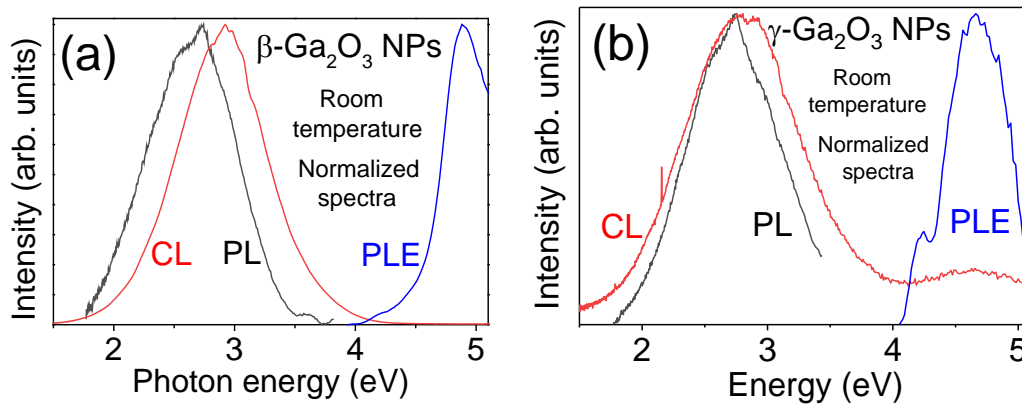 (a)
β-Ga₂O₃ NPs
Room
temperature
Normalized
spectra
CL
PL
PLE
Intensity (arb. units)
2
3
4
5
Photon energy (eV)
(b)
γ-Ga₂O₃ NPs
Room
temperature
Normalized
spectra
CL
PL
PLE
Intensity (arb. units)
2
3
4
5
Energy (eV)